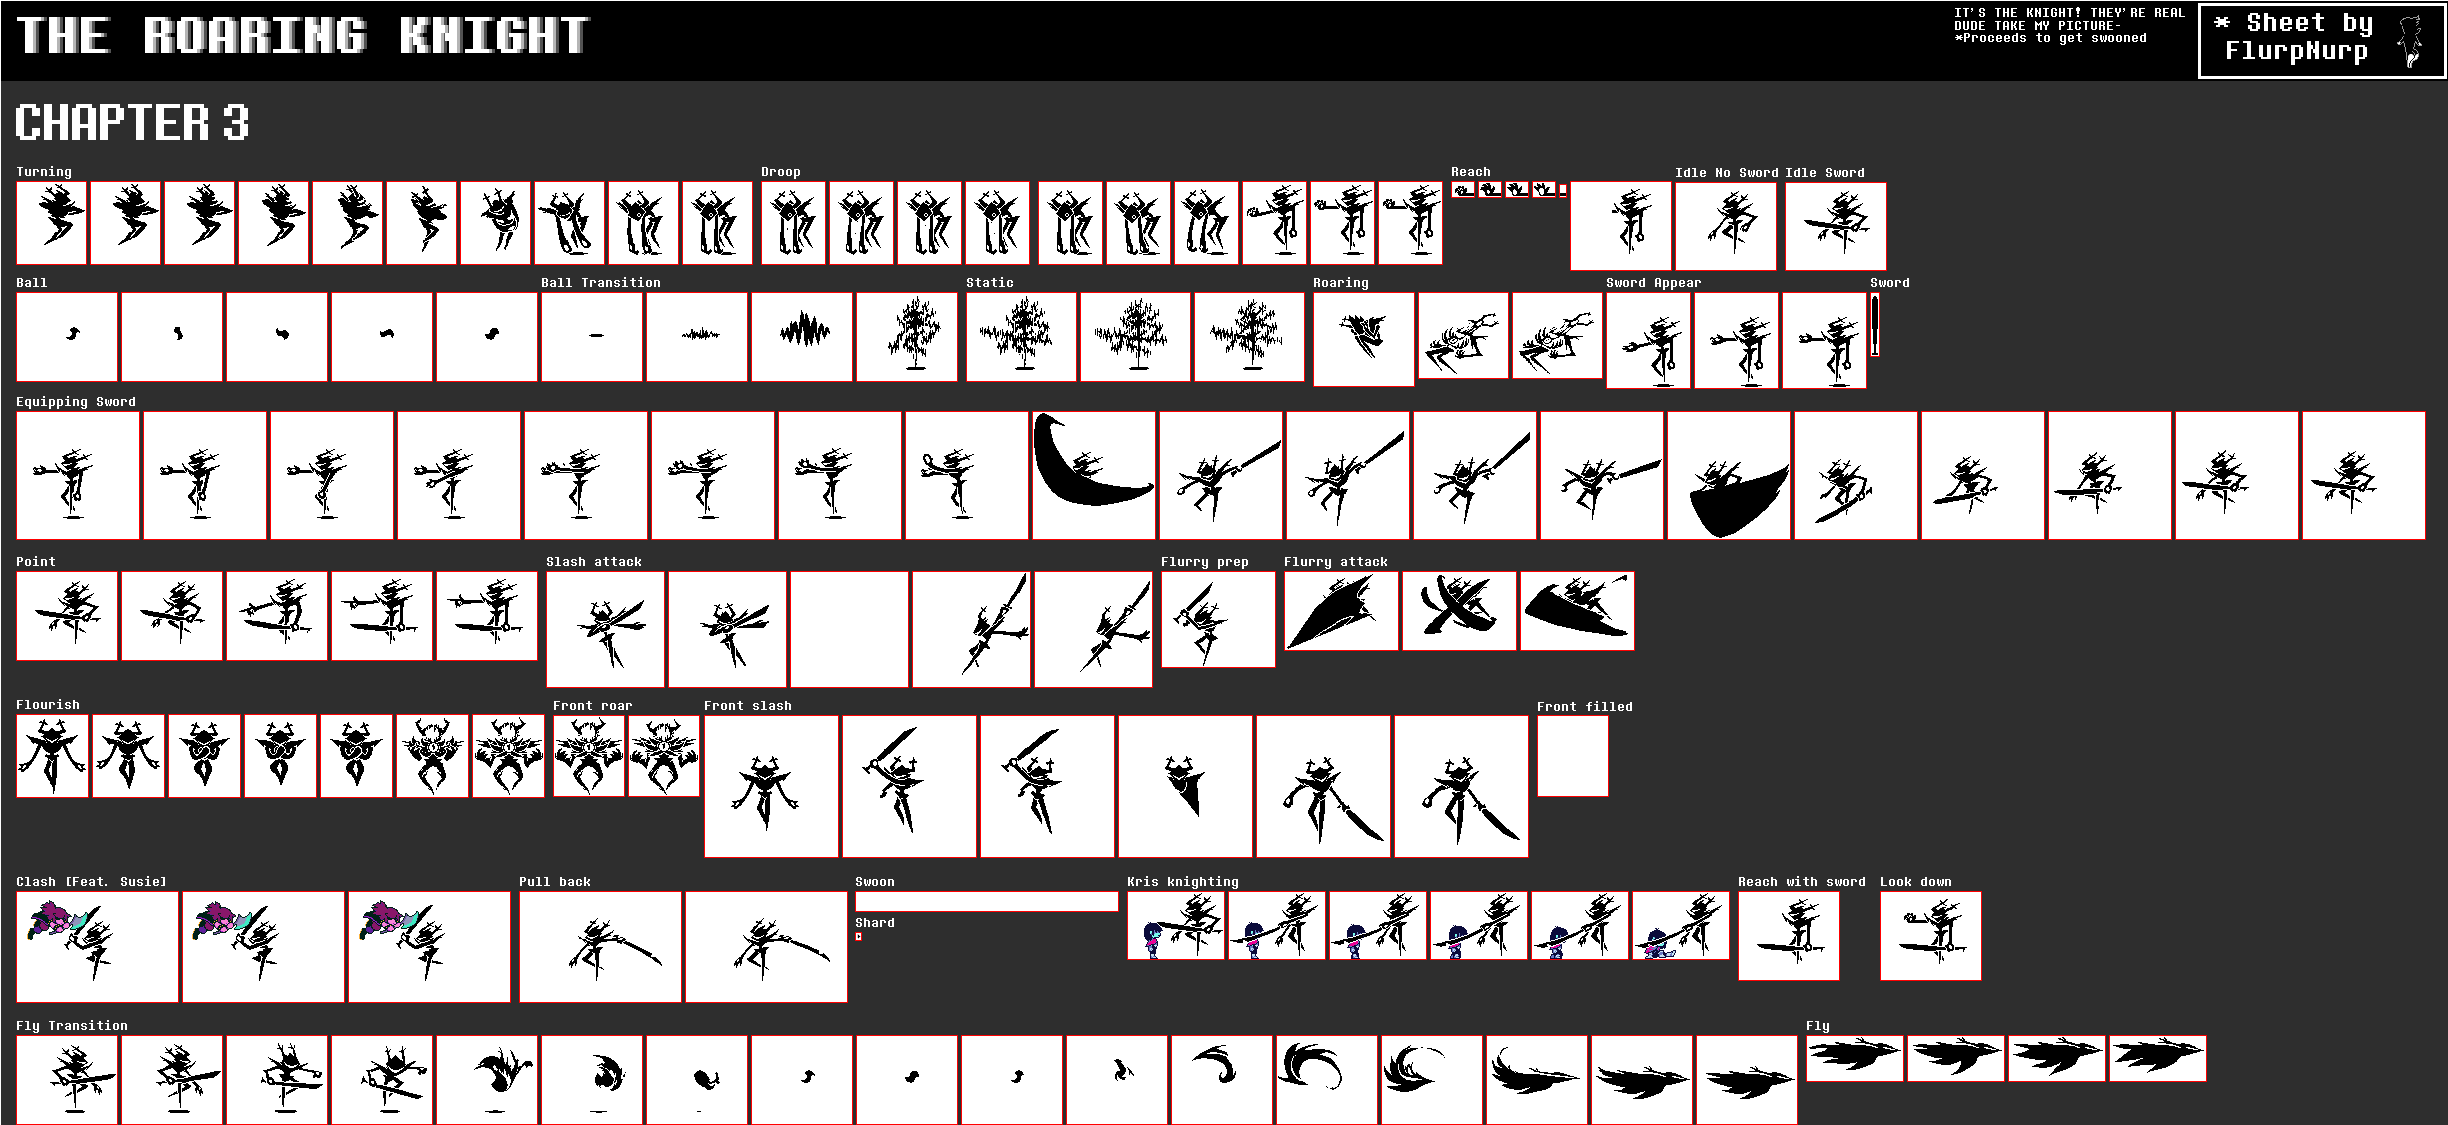 THE ROARING KNIGHT
IT'S THE KNIGHT! THEY'RE REAL
DUDE TAKE MY PICTURE-
*Proceeds to get swooned
* Sheet by
FlurpNurp
CHAPTER 3
Turning
Droop
Reach
Idle No Sword
Idle Sword
Ball
Ball Transition
Static
Roaring
Sword Appear
Sword
Equipping Sword
Point
Slash attack
Flurry prep
Flurry attack
Flourish
Front roar
Front slash
Front filled
Clash [Feat. Susie]
Pull back
Swoon
Shard
Kris knighting
Reach with sword
Look down
Fly Transition
Fly